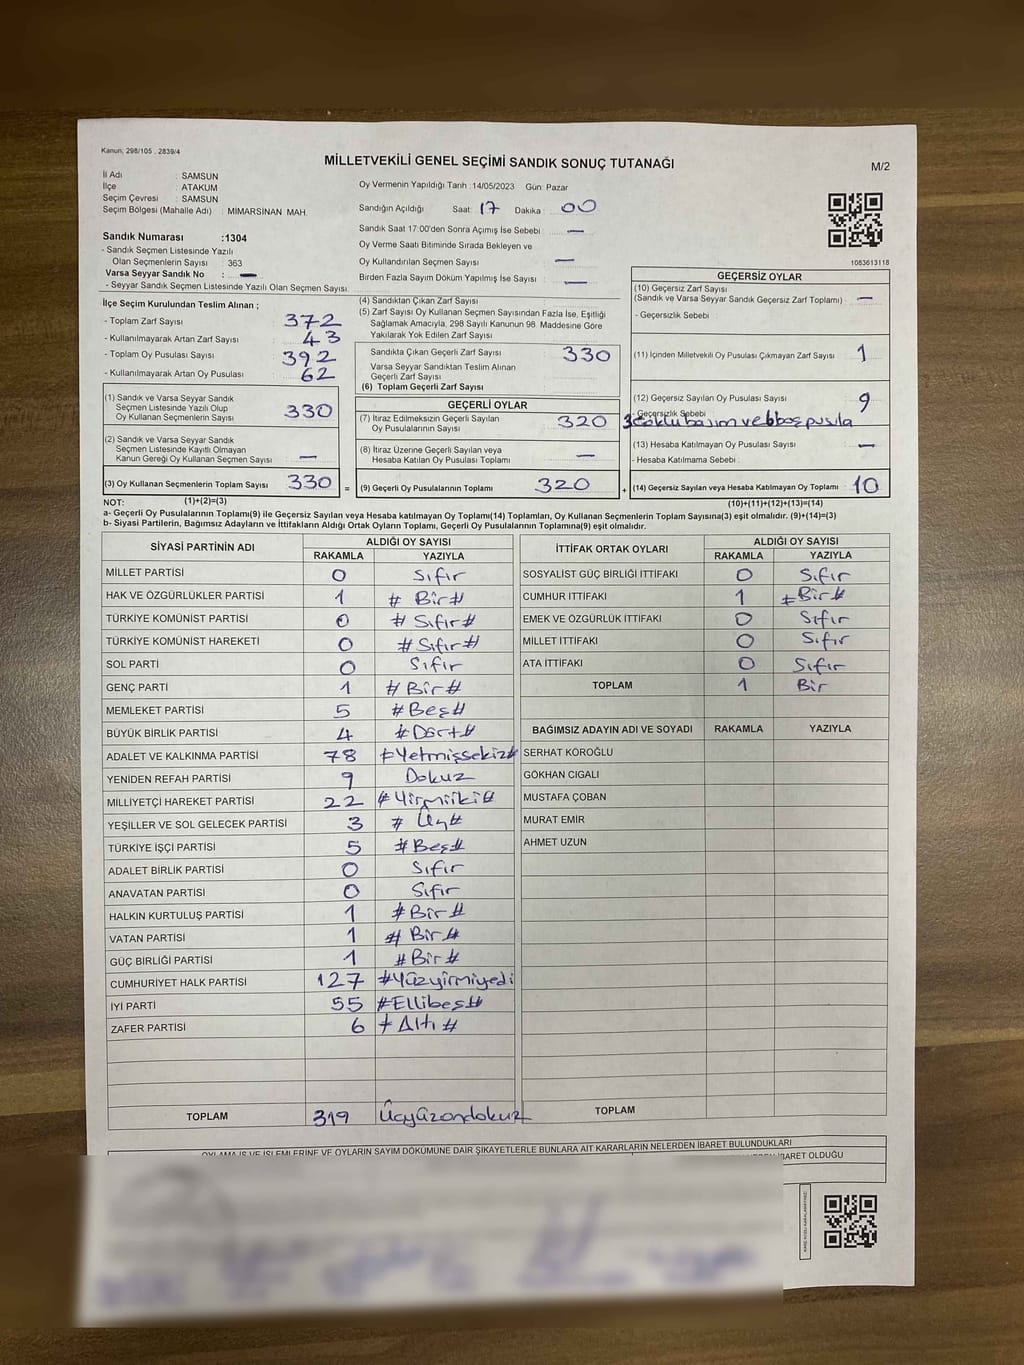 Kanun: 298/105 , 2839/4
MİLLETVEKİLİ GENEL SEÇİMİ SANDIK SONUÇ TUTANAĞI
M/2
İl Adı : SAMSUN
İlçe : ATAKUM
Seçim Çevresi : SAMSUN
Seçim Bölgesi (Mahalle Adı) : MİMARSİNAN MAH.
Oy Vermenin Yapıldığı Tarih :14/05/2023 Gün: Pazar
Sandığın Açıldığı Saat: 17 Dakika : 00
Sandık Saat 17:00'den Sonra Açımış İse Sebebi : —
Oy Verme Saati Bitiminde Sırada Bekleyen ve
Oy Kullandırılan Seçmen Sayısı : —
Birden Fazla Sayım Döküm Yapılmış İse Sayısı : —
1083613118
Sandık Numarası :1304
- Sandık Seçmen Listesinde Yazılı
Olan Seçmenlerin Sayısı : 363
Varsa Seyyar Sandık No : —
- Seyyar Sandık Seçmen Listesinde Yazılı Olan Seçmen Sayısı:
İlçe Seçim Kurulundan Teslim Alınan ;
- Toplam Zarf Sayısı : 372
- Kullanılmayarak Artan Zarf Sayısı : 43
- Toplam Oy Pusulası Sayısı : 392
- Kullanılmayarak Artan Oy Pusulası : 62
(1) Sandık ve Varsa Seyyar Sandık
Seçmen Listesinde Yazılı Olup
Oy Kullanan Seçmenlerin Sayısı : 330
(2) Sandık ve Varsa Seyyar Sandık
Seçmen Listesinde Kayıtlı Olmayan
Kanun Gereği Oy Kullanan Seçmen Sayısı : —
(3) Oy Kullanan Seçmenlerin Toplam Sayısı : 330 =
(4) Sandıktan Çıkan Zarf Sayısı :
(5) Zarf Sayısı Oy Kullanan Seçmen Sayısından Fazla İse, Eşitliği
Sağlamak Amacıyla, 298 Sayılı Kanunun 98. Maddesine Göre
Yakılarak Yok Edilen Zarf Sayısı :
Sandıkta Çıkan Geçerli Zarf Sayısı : 330
Varsa Seyyar Sandıktan Teslim Alınan
Geçerli Zarf Sayısı :
(6) Toplam Geçerli Zarf Sayısı :
GEÇERLİ OYLAR
(7) İtiraz Edilmeksizin Geçerli Sayılan
Oy Pusulalarının Sayısı : 320
(8) İtiraz Üzerine Geçerli Sayılan veya
Hesaba Katılan Oy Pusulası Toplamı : —
(9) Geçerli Oy Pusulalarının Toplamı : 320 +
GEÇERSİZ OYLAR
(10) Geçersiz Zarf Sayısı
(Sandık ve Varsa Seyyar Sandık Geçersiz Zarf Toplamı) : —
- Geçersizlik Sebebi :
(11) İçinden Milletvekili Oy Pusulası Çıkmayan Zarf Sayısı : 1
(12) Geçersiz Sayılan Oy Pusulası Sayısı : 9
- Geçersizlik Sebebi
ve 6 boş pusula
(13) Hesaba Katılmayan Oy Pusulası Sayısı : —
- Hesaba Katılmama Sebebi :
(14) Geçersiz Sayılan veya Hesaba Katılmayan Oy Toplamı : 10
NOT: (1)+(2)=(3) (10)+(11)+(12)+(13)=(14)
a- Geçerli Oy Pusulalarının Toplamı(9) ile Geçersiz Sayılan veya Hesaba katılmayan Oy Toplamı(14) Toplamları, Oy Kullanan Seçmenlerin Toplam Sayısına(3) eşit olmalıdır. (9)+(14)=(3)
b- Siyasi Partilerin, Bağımsız Adayların ve İttifakların Aldığı Ortak Oyların Toplamı, Geçerli Oy Pusulalarının Toplamına(9) eşit olmalıdır.
SİYASİ PARTİNİN ADI ALDIĞI OY SAYISI
RAKAMLA YAZIYLA
MİLLET PARTİSİ 0 Sıfır
HAK VE ÖZGÜRLÜKLER PARTİSİ 1 # Bir #
TÜRKİYE KOMÜNİST PARTİSİ 0 # Sıfır #
TÜRKİYE KOMÜNİST HAREKETİ 0 # Sıfır #
SOL PARTİ 0 Sıfır
GENÇ PARTİ 1 # Bir #
MEMLEKET PARTİSİ 5 # Beş #
BÜYÜK BİRLİK PARTİSİ 4 # Dört #
ADALET VE KALKINMA PARTİSİ 78 # Yetmişsekiz #
YENİDEN REFAH PARTİSİ 9 Dokuz
MİLLİYETÇİ HAREKET PARTİSİ 22 # Yirmiiki #
YEŞİLLER VE SOL GELECEK PARTİSİ 3 # Üç #
TÜRKİYE İŞÇİ PARTİSİ 5 # Beş #
ADALET BİRLİK PARTİSİ 0 Sıfır
ANAVATAN PARTİSİ 0 Sıfır
HALKIN KURTULUŞ PARTİSİ 1 # Bir #
VATAN PARTİSİ 1 # Bir #
GÜÇ BİRLİĞİ PARTİSİ 1 # Bir #
CUMHURİYET HALK PARTİSİ 127 # Yüzyirmiyedi
İYİ PARTİ 55 # Ellibeş #
ZAFER PARTİSİ 6 # Altı #
TOPLAM 319 Üçyüzondokuz
İTTİFAK ORTAK OYLARI ALDIĞI OY SAYISI
RAKAMLA YAZIYLA
SOSYALİST GÜÇ BİRLİĞİ İTTİFAKI 0 Sıfır
CUMHUR İTTİFAKI 1 # Bir #
EMEK VE ÖZGÜRLÜK İTTİFAKI 0 Sıfır
MİLLET İTTİFAKI 0 Sıfır
ATA İTTİFAKI 0 Sıfır
TOPLAM 1 Bir
BAĞIMSIZ ADAYIN ADI VE SOYADI RAKAMLA YAZIYLA
SERHAT KÖROĞLU
GÖKHAN CIGALI
MUSTAFA ÇOBAN
MURAT EMİR
AHMET UZUN
TOPLAM
OYLAMA İŞ VE İŞLEMLERİNE VE OYLARIN SAYIM DÖKÜMÜNE DAİR ŞİKAYETLERLE BUNLARA AİT KARARLARIN NELERDEN İBARET BULUNDUKLARI
İBARET OLDUĞU